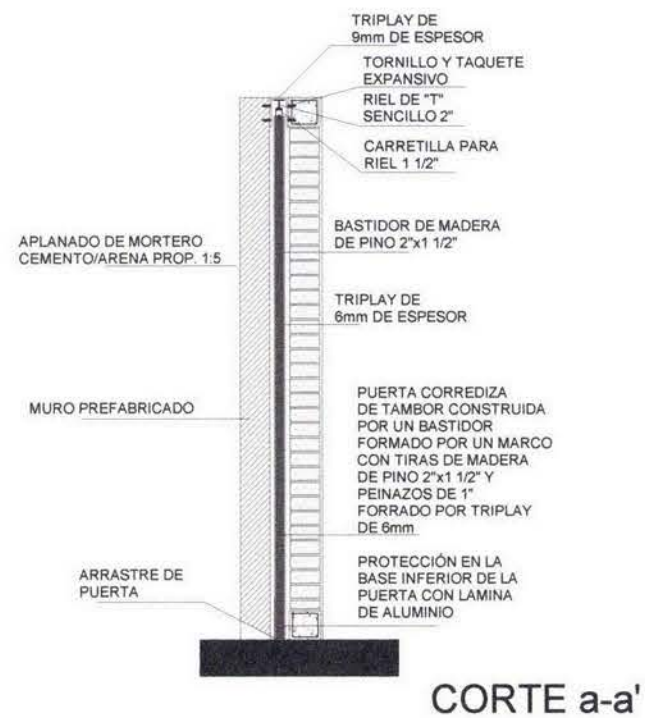 TRIPLAY DE
9mm DE ESPESOR
TORNILLO Y TAQUETE
EXPANSIVO
RIEL DE "T"
SENCILLO 2"
CARRETILLA PARA
RIEL 1 1/2"
APLANADO DE MORTERO
CEMENTO/ARENA PROP. 1:5
BASTIDOR DE MADERA
DE PINO 2"x1 1/2"
TRIPLAY DE
6mm DE ESPESOR
MURO PREFABRICADO
PUERTA CORREDIZA
DE TAMBOR CONSTRUIDA
POR UN BASTIDOR
FORMADO POR UN MARCO
CON TIRAS DE MADERA
DE PINO 2"x1 1/2" Y
PEINAZOS DE 1"
FORRADO POR TRIPLAY
DE 6mm
ARRASTRE DE
PUERTA
PROTECCIÓN EN LA
BASE INFERIOR DE LA
PUERTA CON LAMINA
DE ALUMINIO
CORTE a-a'